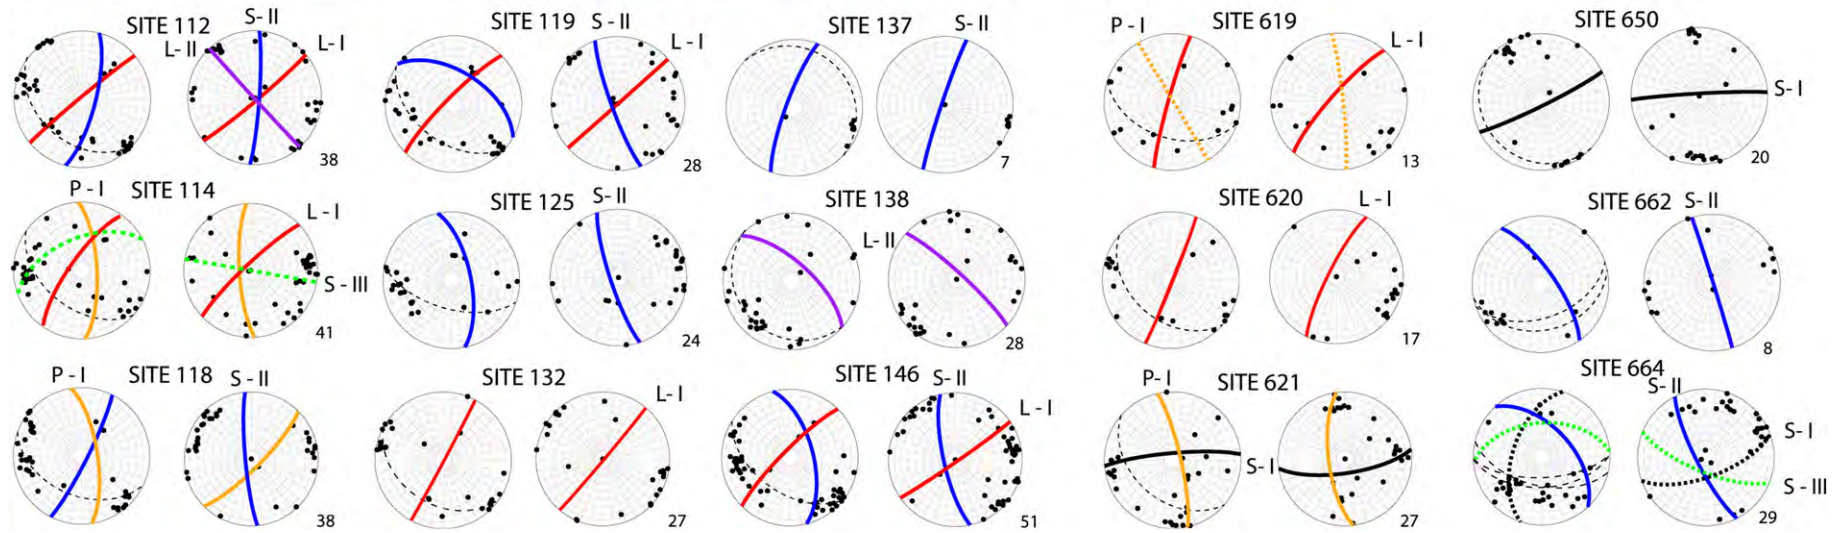 SITE 112
S- II
L- II
L- I
38
SITE 119
S - II
L - I
28
SITE 137
S- II
7
P - I
SITE 619
L - I
13
SITE 650
S- I
20
P - I
SITE 114
L - I
S - III
41
SITE 125
S- II
24
SITE 138
L- II
28
SITE 620
L - I
17
SITE 662
S- II
8
P - I
SITE 118
S - II
38
SITE 132
L- I
27
SITE 146
S- II
L - I
51
P- I
SITE 621
S- I
27
SITE 664
S- II
S- I
S - III
29